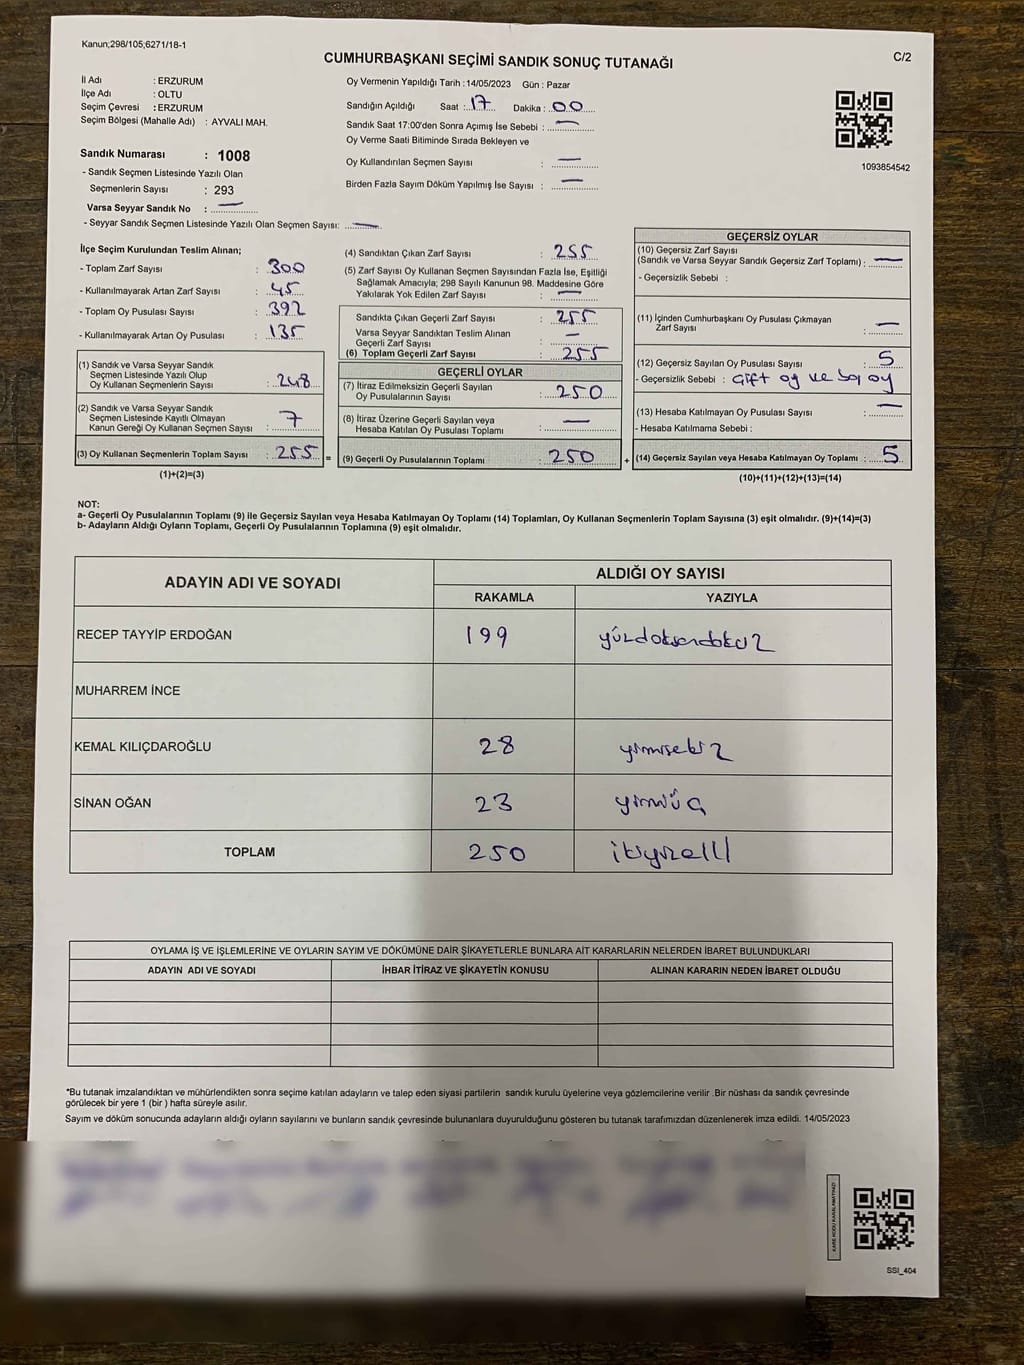 Kanun;298/105;6271/18-1
C/2
CUMHURBAŞKANI SEÇİMİ SANDIK SONUÇ TUTANAĞI
İl Adı : ERZURUM
İlçe Adı : OLTU
Seçim Çevresi : ERZURUM
Seçim Bölgesi (Mahalle Adı) : AYVALI MAH.
Oy Vermenin Yapıldığı Tarih : 14/05/2023 Gün : Pazar
Sandığın Açıldığı Saat : 17 Dakika : 00
Sandık Saat 17:00'den Sonra Açımış İse Sebebi : —
Oy Verme Saati Bitiminde Sırada Bekleyen ve
Oy Kullandırılan Seçmen Sayısı : —
Birden Fazla Sayım Döküm Yapılmış İse Sayısı : —
1093854542
Sandık Numarası : 1008
- Sandık Seçmen Listesinde Yazılı Olan
Seçmenlerin Sayısı : 293
Varsa Seyyar Sandık No : —
- Seyyar Sandık Seçmen Listesinde Yazılı Olan Seçmen Sayısı: —
İlçe Seçim Kurulundan Teslim Alınan;
- Toplam Zarf Sayısı : 300
- Kullanılmayarak Artan Zarf Sayısı : 45
- Toplam Oy Pusulası Sayısı : 392
- Kullanılmayarak Artan Oy Pusulası : 135
(1) Sandık ve Varsa Seyyar Sandık
Seçmen Listesinde Yazılı Olup
Oy Kullanan Seçmenlerin Sayısı : 248
(2) Sandık ve Varsa Seyyar Sandık
Seçmen Listesinde Kayıtlı Olmayan
Kanun Gereği Oy Kullanan Seçmen Sayısı : 7
(3) Oy Kullanan Seçmenlerin Toplam Sayısı : 255 =
(1)+(2)=(3)
(4) Sandıktan Çıkan Zarf Sayısı : 255
(5) Zarf Sayısı Oy Kullanan Seçmen Sayısından Fazla İse, Eşitliği
Sağlamak Amacıyla; 298 Sayılı Kanunun 98. Maddesine Göre
Yakılarak Yok Edilen Zarf Sayısı : —
Sandıkta Çıkan Geçerli Zarf Sayısı : 255
Varsa Seyyar Sandıktan Teslim Alınan
Geçerli Zarf Sayısı : —
(6) Toplam Geçerli Zarf Sayısı : 255
GEÇERLİ OYLAR
(7) İtiraz Edilmeksizin Geçerli Sayılan
Oy Pusulalarının Sayısı : 250
(8) İtiraz Üzerine Geçerli Sayılan veya
Hesaba Katılan Oy Pusulası Toplamı : —
(9) Geçerli Oy Pusulalarının Toplamı : 250 +
GEÇERSİZ OYLAR
(10) Geçersiz Zarf Sayısı
(Sandık ve Varsa Seyyar Sandık Geçersiz Zarf Toplamı) : —
- Geçersizlik Sebebi :
(11) İçinden Cumhurbaşkanı Oy Pusulası Çıkmayan
Zarf Sayısı : —
(12) Geçersiz Sayılan Oy Pusulası Sayısı : 5
- Geçersizlik Sebebi : Çift oy ve boş oy
(13) Hesaba Katılmayan Oy Pusulası Sayısı : —
- Hesaba Katılmama Sebebi :
(14) Geçersiz Sayılan veya Hesaba Katılmayan Oy Toplamı : 5
(10)+(11)+(12)+(13)=(14)
NOT:
a- Geçerli Oy Pusulalarının Toplamı (9) ile Geçersiz Sayılan veya Hesaba Katılmayan Oy Toplamı (14) Toplamları, Oy Kullanan Seçmenlerin Toplam Sayısına (3) eşit olmalıdır. (9)+(14)=(3)
b- Adayların Aldığı Oyların Toplamı, Geçerli Oy Pusulalarının Toplamına (9) eşit olmalıdır.
ADAYIN ADI VE SOYADI
ALDIĞI OY SAYISI
RAKAMLA YAZIYLA
RECEP TAYYİP ERDOĞAN 199 yüzdoksandokuz
MUHARREM İNCE
KEMAL KILIÇDAROĞLU 28 yirmisekiz
SİNAN OĞAN 23 yirmiüç
TOPLAM 250 ikiyüzelli
OYLAMA İŞ VE İŞLEMLERİNE VE OYLARIN SAYIM VE DÖKÜMÜNE DAİR ŞİKAYETLERLE BUNLARA AİT KARARLARIN NELERDEN İBARET BULUNDUKLARI
ADAYIN ADI VE SOYADI İHBAR İTİRAZ VE ŞİKAYETİN KONUSU ALINAN KARARIN NEDEN İBARET OLDUĞU
*Bu tutanak imzalandıktan ve mühürlendikten sonra seçime katılan adayların ve talep eden siyasi partilerin sandık kurulu üyelerine veya gözlemcilerine verilir .Bir nüshası da sandık çevresinde
görülecek bir yere 1 (bir ) hafta süreyle asılır.
Sayım ve döküm sonucunda adayların aldığı oyların sayılarını ve bunların sandık çevresinde bulunanlara duyurulduğunu gösteren bu tutanak tarafımızdan düzenlenerek imza edildi. 14/05/2023
KARE KODU KARALAMAYINIZ!
SSI_404